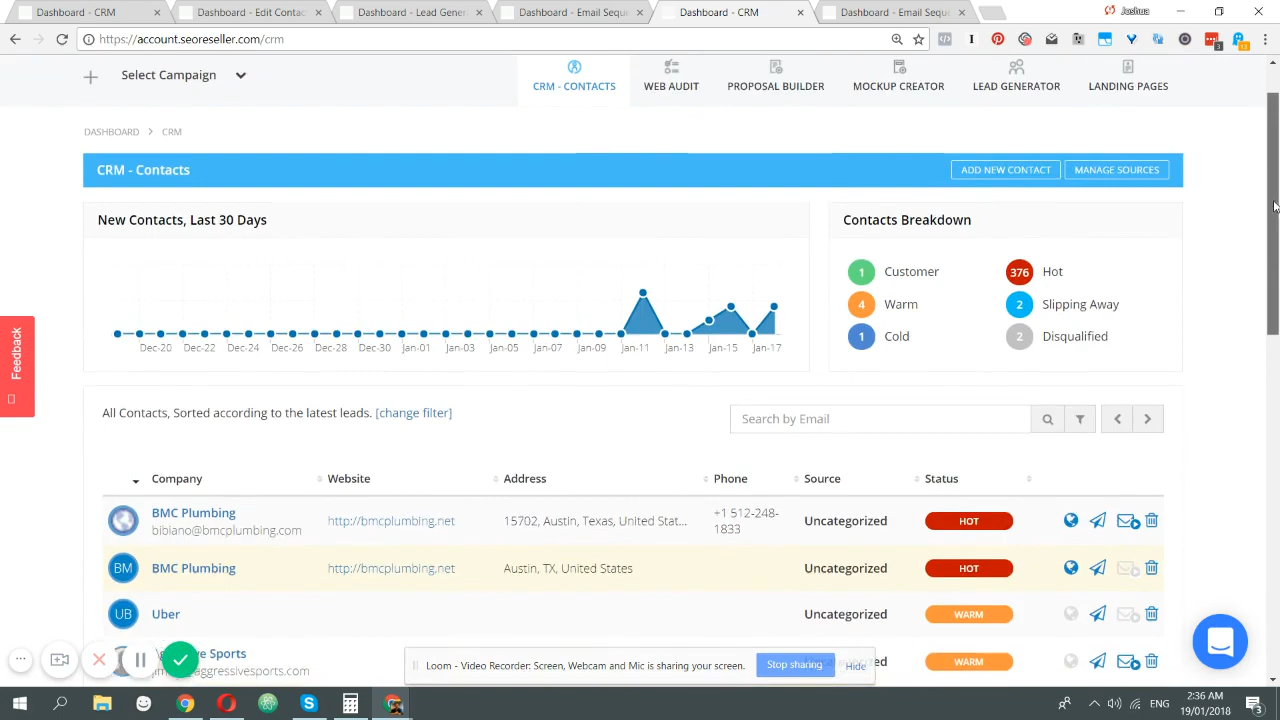 Dashboard - CRM
Dashboard - Edit Contac
Dashboard - Lead Gener
Dashboard - Email Seque
Dashboard - CRM
Dashboard - Email Seque
Joshua
https://account.seoreseller.com/crm
Select Campaign
CRM - CONTACTS
WEB AUDIT
PROPOSAL BUILDER
MOCKUP CREATOR
LEAD GENERATOR
LANDING PAGES
DASHBOARD > CRM
CRM - Contacts
ADD NEW CONTACT
MANAGE SOURCES
New Contacts, Last 30 Days
Dec-20 Dec-22 Dec-24 Dec-26 Dec-28 Dec-30 Jan-01 Jan-03 Jan-05 Jan-07 Jan-09 Jan-11 Jan-13 Jan-15 Jan-17
Contacts Breakdown
1 Customer
376 Hot
4 Warm
2 Slipping Away
1 Cold
2 Disqualified
Feedback
All Contacts, Sorted according to the latest leads. [change filter]
Search by Email
Company Website Address Phone Source Status
BMC Plumbing
biblano@bmcplumbing.com
http://bmcplumbing.net
15702, Austin, Texas, United Stat...
+1 512-248-
1833
Uncategorized
HOT
BM
BMC Plumbing
http://bmcplumbing.net
Austin, TX, United States
Uncategorized
HOT
UB
Uber
Uncategorized
WARM
ve Sports
aggressivesports.com
WARM
Loom - Video Recorder: Screen, Webcam and Mic is sharing your screen.
Stop sharing
Hide
ENG
2:36 AM
19/01/2018
3